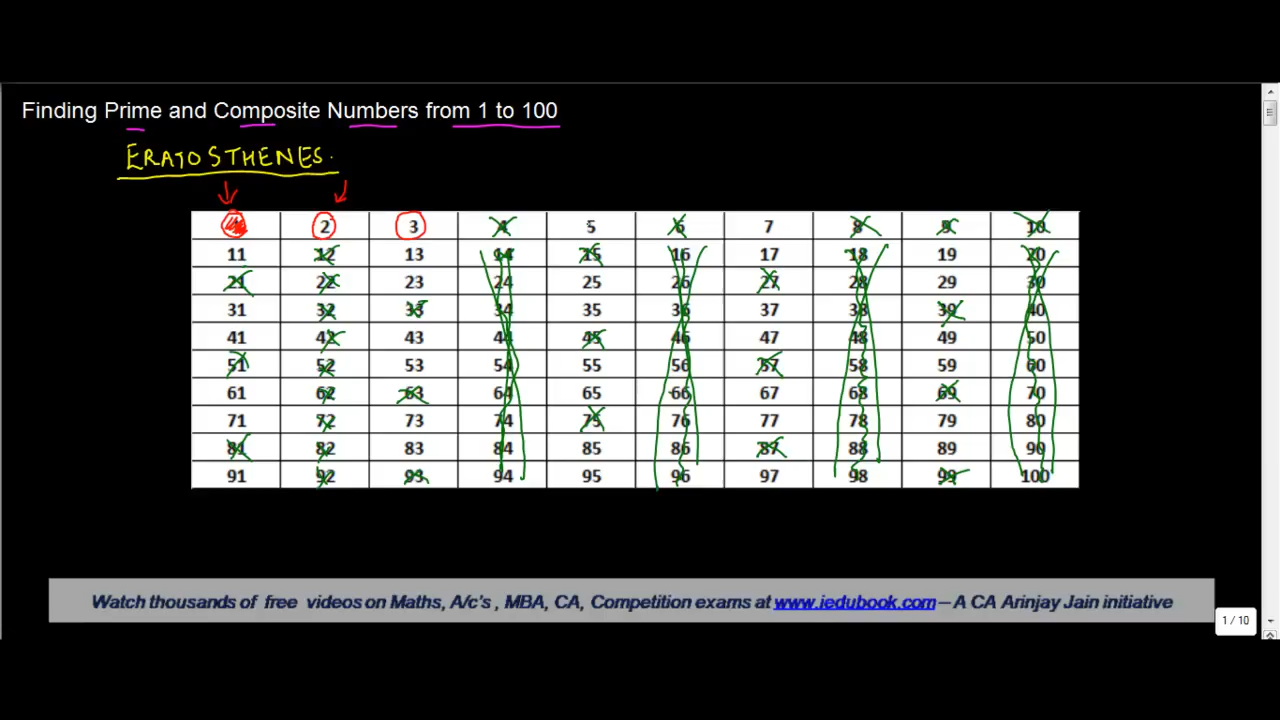 Finding Prime and Composite Numbers from 1 to 100
ERATOSTHENES.
2 3 4 5 6 7 8 9 10
11 12 13 14 15 16 17 18 19 20
21 22 23 24 25 26 27 28 29 30
31 32 33 34 35 36 37 38 39 40
41 42 43 44 45 46 47 48 49 50
51 52 53 54 55 56 57 58 59 60
61 62 63 64 65 66 67 68 69 70
71 72 73 74 75 76 77 78 79 80
81 82 83 84 85 86 87 88 89 90
91 92 93 94 95 96 97 98 99 100
Watch thousands of free videos on Maths, A/c's , MBA, CA, Competition exams at www.iedubook.com – A CA Arinjay Jain initiative
1 / 10